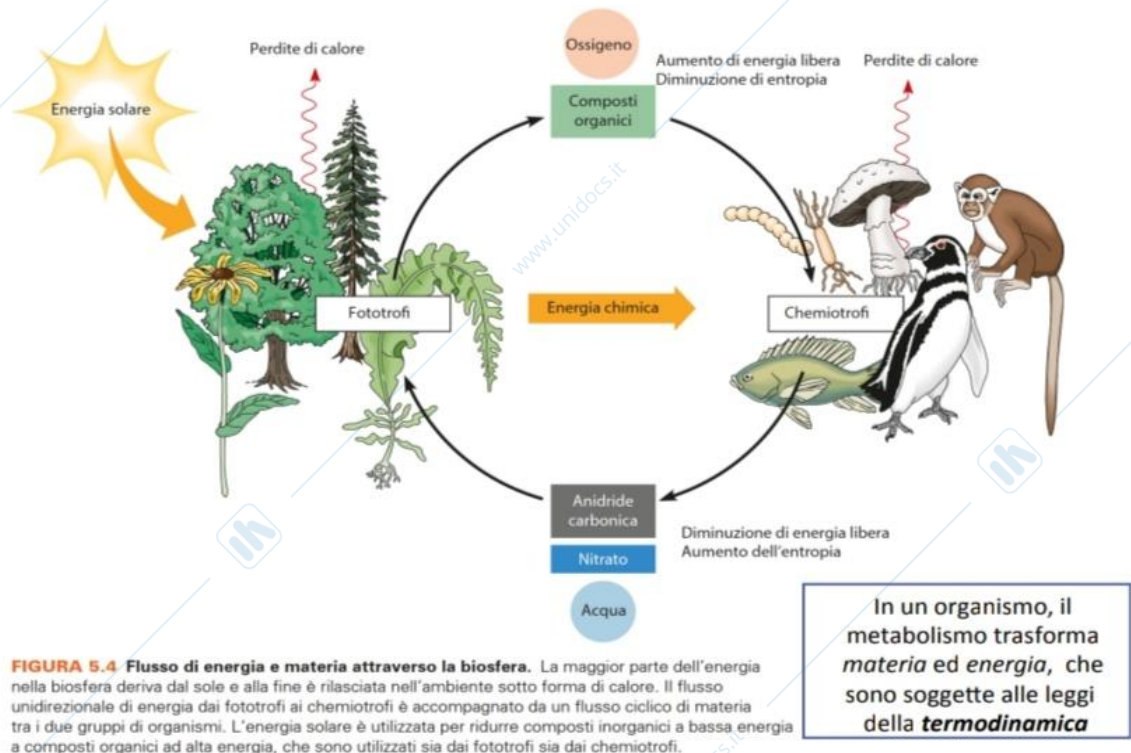 Perdite di calore
Ossigeno
Aumento di energia libera
Diminuzione di entropia
Perdite di calore
Energia solare
Composti
organici
www.unidocs.it
Fototrofi
Energia chimica
Chemiotrofi
Anidride
carbonica
Nitrato
Acqua
Diminuzione di energia libera
Aumento dell'entropia
In un organismo, il
metabolismo trasforma
materia ed energia, che
sono soggette alle leggi
della termodinamica
FIGURA 5.4 Flusso di energia e materia attraverso la biosfera. La maggior parte dell'energia
nella biosfera deriva dal sole e alla fine è rilasciata nell'ambiente sotto forma di calore. Il flusso
unidirezionale di energia dai fototrofi ai chemiotrofi è accompagnato da un flusso ciclico di materia
tra i due gruppi di organismi. L'energia solare è utilizzata per ridurre composti inorganici a bassa energia
a composti organici ad alta energia, che sono utilizzati sia dai fototrofi sia dai chemiotrofi.